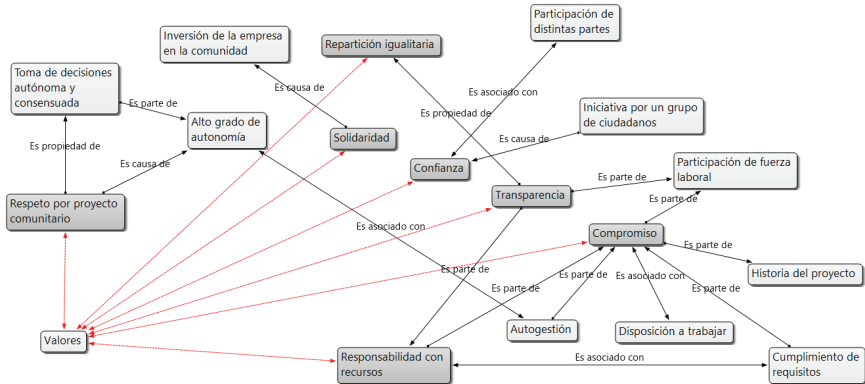 Participación de
distintas partes
Inversión de la empresa
en la comunidad
Repartición igualitaria
Toma de decisiones
autónoma y
consensuada
Es causa de
Es asociado con
Es parte de
Alto grado de
autonomía
Es propiedad de
Iniciativa por un grupo
de ciudadanos
Solidaridad
Es causa de
Es propiedad de
Es causa de
Confianza
Participación de fuerza
laboral
Es parte de
Transparencia
Respeto por proyecto
comunitario
Es parte de
Es asociado con
Compromiso
Es parte de
Es parte de
Es parte de
Es asociado con
Historia del proyecto
Es parte de
Es parte de
Autogestión
Disposición a trabajar
Valores
Responsabilidad con
recursos
Es asociado con
Cumplimiento de
requisitos